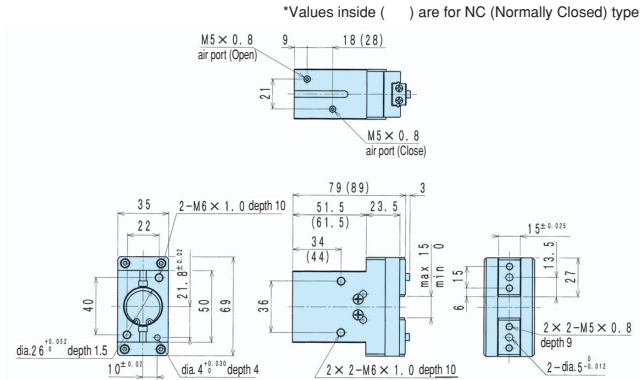 *Values inside (      ) are for NC (Normally Closed) type
M5×0.8
air port (Open)
9
18 (28)
21
M5×0.8
air port (Close)
79 (89)
3
51.5
(61.5)
23.5
34
(44)
36
max 15
min 0
2×2-M6×1.0 depth 10
35
22
2-M6×1.0 depth 10
40
21.8±0.02
50
69
dia.26 +0.052 0 depth 1.5
10±0.02
dia.4 +0.030 0 depth 4
15±0.025
13.5
27
15
6
2×2-M5×0.8
depth 9
2-dia.5 0 -0.012